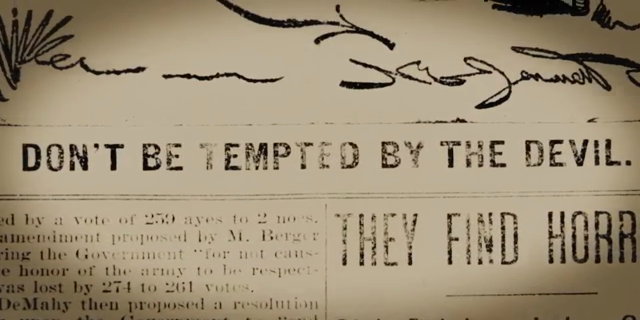 DON'T BE TEMPTED BY THE DEVIL.
ed by a vote of 259 ayes to 2 noes.
amendment proposed by M. Berger
ring the Government "for not caus-
e honor of the army to be respect-
was lost by 274 to 261 votes.
DeMahy then proposed a resolution
THEY FIND HORR